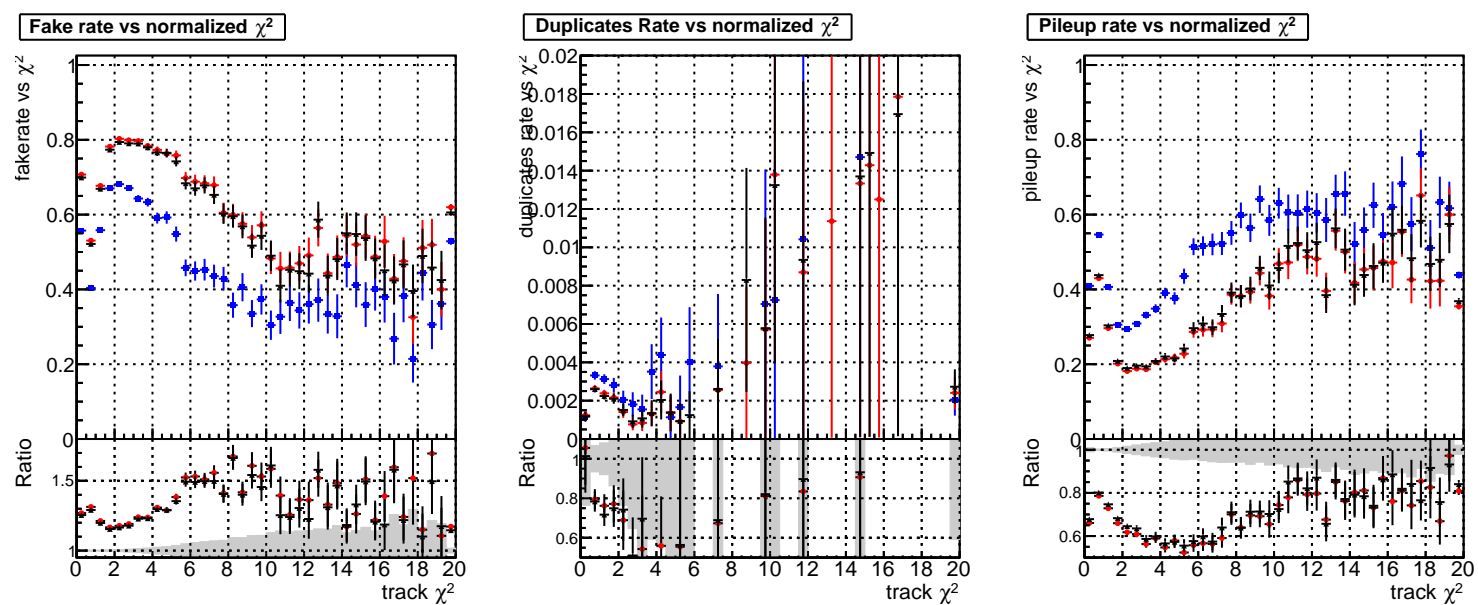 Fake rate vs normalized χ²
fakerate vs χ²
1
0.8
0.6
0.4
0.2
0
Ratio
1.5
1
0 2 4 6 8 10 12 14 16 18 20
track χ²
Duplicates Rate vs normalized χ²
duplicates rate vs χ²
0.02
0.018
0.016
0.014
0.012
0.01
0.008
0.006
0.004
0.002
0
Ratio
1
0.8
0.6
0 2 4 6 8 10 12 14 16 18 20
track χ²
Pileup rate vs normalized χ²
pileup rate vs χ²
1
0.8
0.6
0.4
0.2
0
Ratio
1
0.8
0.6
0 2 4 6 8 10 12 14 16 18 20
track χ²